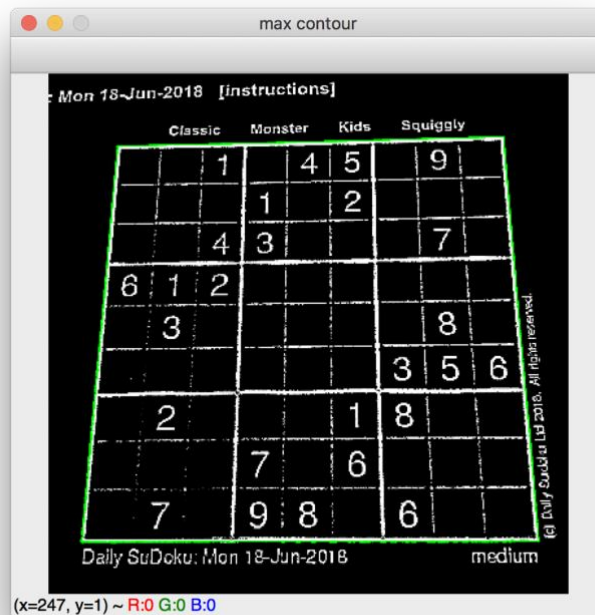 max contour
: Mon 18-Jun-2018 [instructions]
Classic Monster Kids Squiggly
1 4 5 9
1 2
4 3 7
6 1 2
3 8
3 5 6
2 1 8
7 6
7 9 8 6
(c) Daily SuDoku Ltd 2018. All rights reserved.
Daily SuDoku: Mon 18-Jun-2018 medium
(x=247, y=1) ~ R:0 G:0 B:0